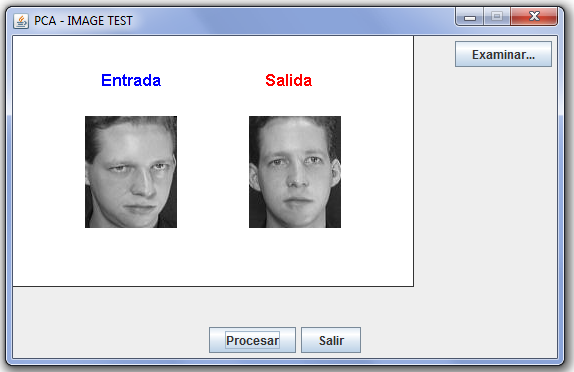 PCA - IMAGE TEST
Examinar...
Entrada
Salida
Procesar
Salir